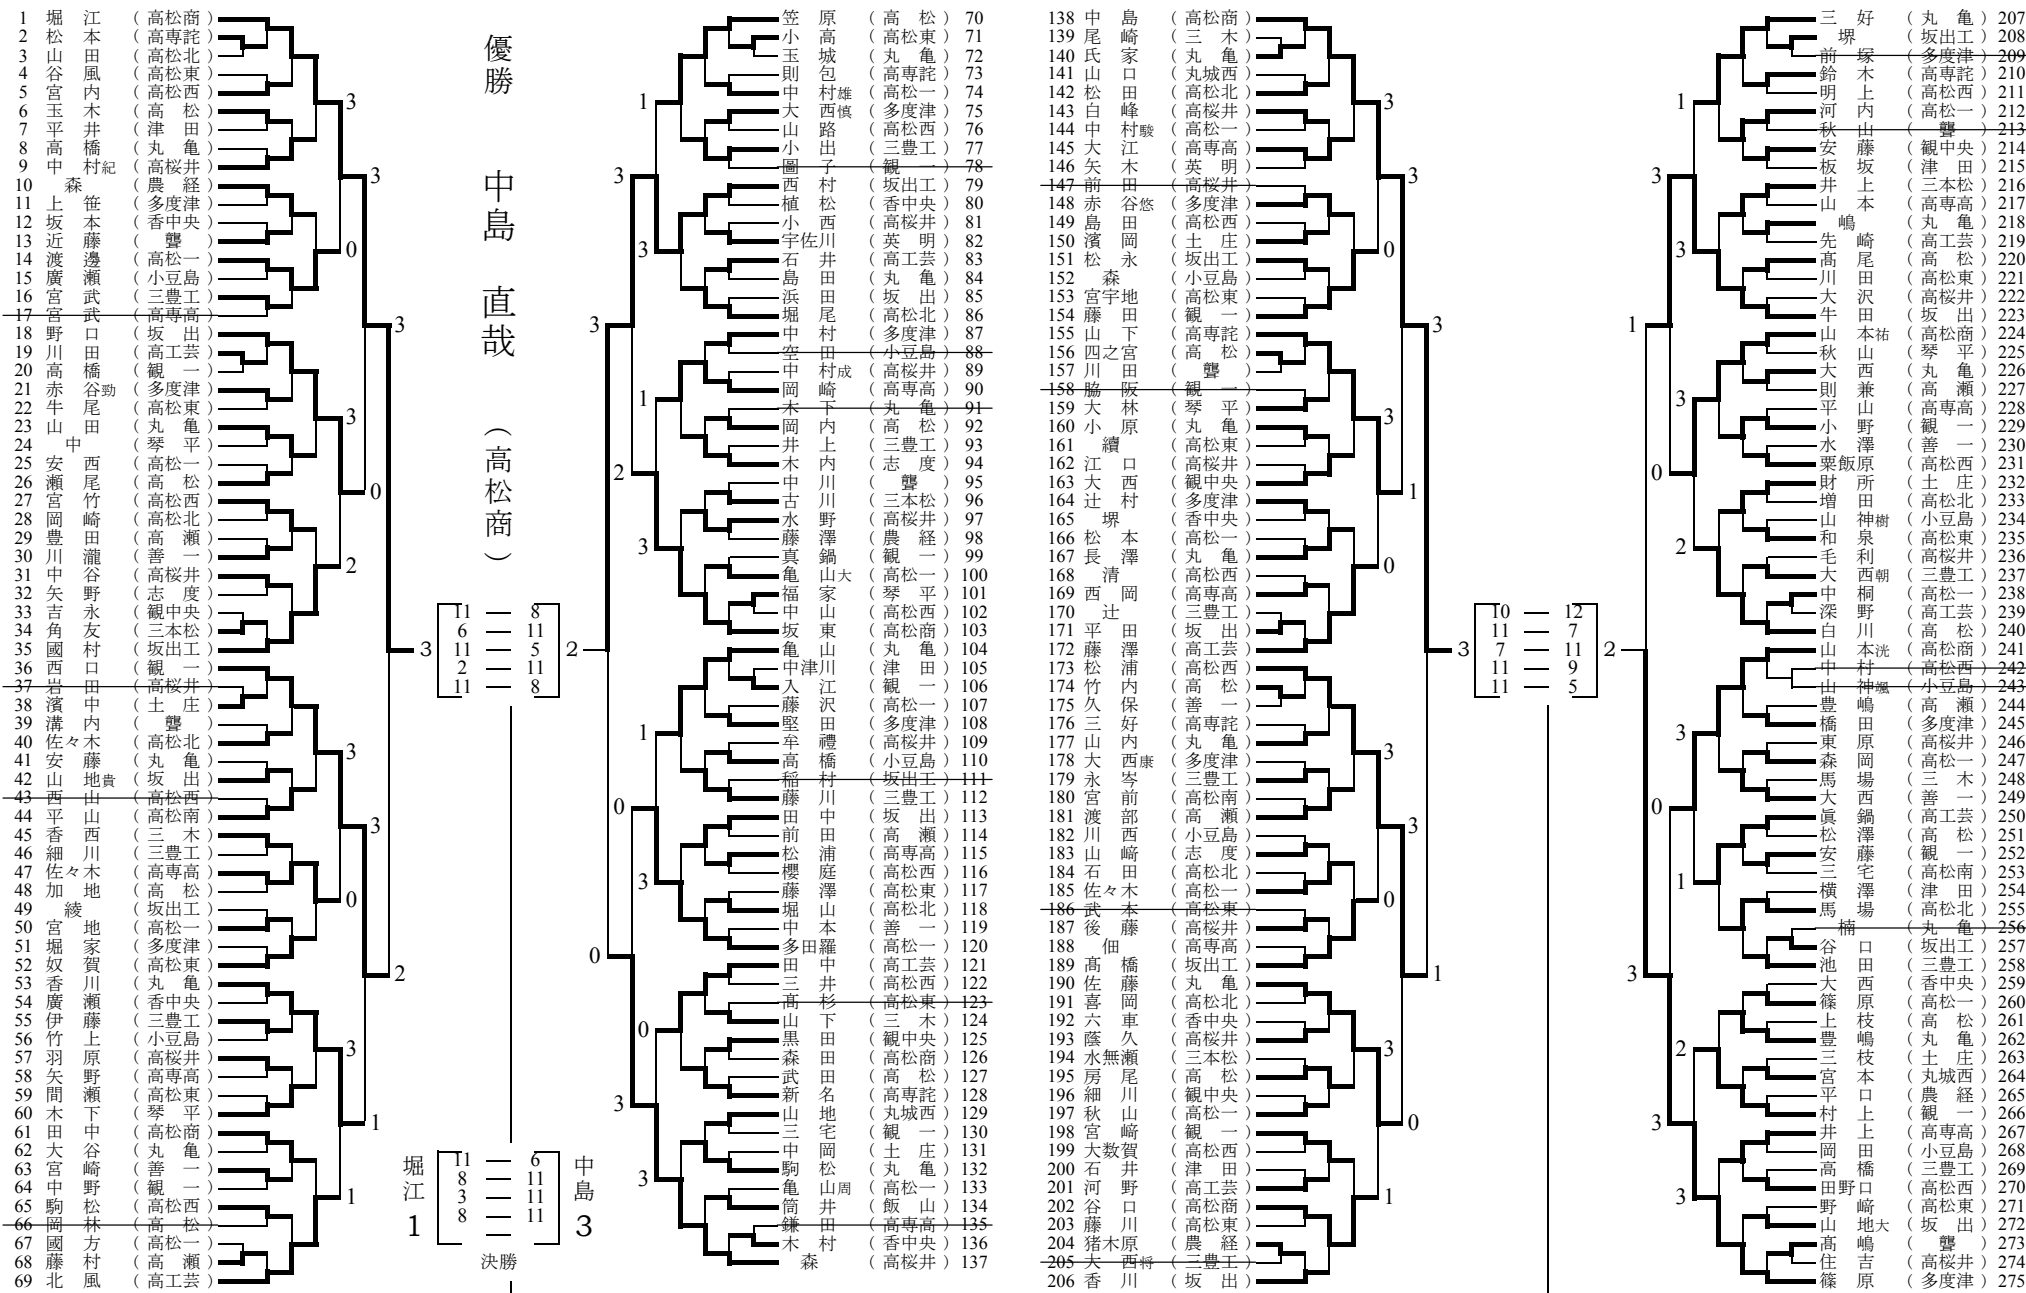 優勝 中島 直哉 (高松商)
1 堀江 (高松商)
2 松本 (高専詫)
3 山田 (高松北)
4 谷風 (高松東)
5 宮内 (高松西)
6 玉木 (高松)
7 平井 (津田)
8 高橋 (丸亀)
9 中村紀 (高桜井)
10 森 (農経)
11 上笹 (多度津)
12 坂本 (香中央)
13 近藤 (聾)
14 渡邊 (高松一)
15 廣瀬 (小豆島)
16 宮武 (三豊工)
17 宮武 (高専高)
18 野口 (坂出)
19 川田 (高工芸)
20 高橋 (観一)
21 赤谷勁 (多度津)
22 牛尾 (高松東)
23 山田 (丸亀)
24 中 (琴平)
25 安西 (高松一)
26 瀬尾 (高松)
27 宮竹 (高松西)
28 岡崎 (高松北)
29 豊田 (高瀬)
30 川瀧 (善一)
31 中谷 (高桜井)
32 矢野 (志度)
33 吉永 (観中央)
34 角友 (三本松)
35 國村 (坂出工)
36 西口 (観一)
37 岩田 (高桜井)
38 濱中 (土庄)
39 溝内 (聾)
40 佐々木 (高松北)
41 安藤 (丸亀)
42 山地貴 (坂出)
43 西山 (高松西)
44 平山 (高松南)
45 香西 (三木)
46 細川 (三豊工)
47 佐々木 (高専高)
48 加地 (高松)
49 綾 (坂出工)
50 宮地 (高松一)
51 堀家 (多度津)
52 奴賀 (高松東)
53 香川 (丸亀)
54 廣瀬 (香中央)
55 伊藤 (三豊工)
56 竹上 (小豆島)
57 羽原 (高桜井)
58 矢野 (高専高)
59 間瀬 (高松東)
60 木下 (琴平)
61 田中 (高松商)
62 大谷 (丸亀)
63 宮崎 (善一)
64 中野 (観一)
65 駒松 (高松西)
66 岡林 (高松)
67 國方 (高松一)
68 藤村 (高瀬)
69 北風 (高工芸)
3
3
0
3
3
0
2
3
3
3
0
2
3
1
1
3
11 — 8
6 — 11
11 — 5
2 — 11
11 — 8
2
堀江 1
11 — 6
8 — 11
3 — 11
8 — 11
—
中島 3
決勝
1
3
3
3
1
2
3
1
0
3
0
0
3
3
笠原 (高松) 70
小高 (高松東) 71
玉城 (丸亀) 72
則包 (高専詫) 73
中村雄 (高松一) 74
大西慎 (多度津) 75
山路 (高松西) 76
小出 (三豊工) 77
圖子 (観一) 78
西村 (坂出工) 79
植松 (香中央) 80
小西 (高桜井) 81
宇佐川 (英明) 82
石井 (高工芸) 83
島田 (丸亀) 84
浜田 (坂出) 85
堀尾 (高松北) 86
中村 (多度津) 87
空田 (小豆島) 88
中村成 (高桜井) 89
岡崎 (高専高) 90
木下 (丸亀) 91
岡内 (高松) 92
井上 (三豊工) 93
木内 (志度) 94
中川 (聾) 95
古川 (三本松) 96
水野 (高桜井) 97
藤澤 (農経) 98
真鍋 (観一) 99
亀山大 (高松一) 100
福家 (琴平) 101
中山 (高松西) 102
坂東 (高松商) 103
亀山 (丸亀) 104
中津川 (津田) 105
入江 (観一) 106
藤沢 (高松一) 107
堅田 (多度津) 108
牟禮 (高桜井) 109
高橋 (小豆島) 110
稲村 (坂出工) 111
藤川 (三豊工) 112
田中 (坂出) 113
前田 (高瀬) 114
松浦 (高専高) 115
櫻庭 (高松西) 116
藤澤 (高松東) 117
堀山 (高松北) 118
中本 (善一) 119
多田羅 (高松一) 120
田中 (高工芸) 121
三井 (高松西) 122
髙杉 (高松東) 123
山下 (三木) 124
黒田 (観中央) 125
森田 (高松商) 126
武田 (高松) 127
新名 (高専詫) 128
山地 (丸城西) 129
三宅 (観一) 130
中岡 (土庄) 131
駒松 (丸亀) 132
亀山周 (高松一) 133
筒井 (飯山) 134
鎌田 (高専高) 135
木村 (香中央) 136
森 (高桜井) 137
138 中島 (高松商)
139 尾崎 (三木)
140 氏家 (丸亀)
141 山口 (丸城西)
142 松田 (高松北)
143 白峰 (高桜井)
144 中村駿 (高松一)
145 大江 (高専高)
146 矢木 (英明)
147 前田 (高桜井)
148 赤谷悠 (多度津)
149 島田 (高松西)
150 濱岡 (土庄)
151 松永 (坂出工)
152 森 (小豆島)
153 宮宇地 (高松東)
154 藤田 (観一)
155 山下 (高専詫)
156 四之宮 (高松)
157 川田 (聾)
158 脇阪 (観一)
159 大林 (琴平)
160 小原 (丸亀)
161 續 (高松東)
162 江口 (高桜井)
163 大西 (観中央)
164 辻村 (多度津)
165 堺 (香中央)
166 松本 (高松一)
167 長澤 (丸亀)
168 清 (高松西)
169 西岡 (高専高)
170 辻 (三豊工)
171 平田 (坂出)
172 藤澤 (高工芸)
173 松浦 (高松西)
174 竹内 (高松)
175 久保 (善一)
176 三好 (高専詫)
177 山内 (丸亀)
178 大西康 (多度津)
179 永岑 (三豊工)
180 宮前 (高松南)
181 渡部 (高瀬)
182 川西 (小豆島)
183 山﨑 (志度)
184 石田 (高松北)
185 佐々木 (高松一)
186 武本 (高松東)
187 後藤 (高桜井)
188 佃 (高専高)
189 髙橋 (坂出工)
190 佐藤 (丸亀)
191 喜岡 (高松北)
192 六車 (香中央)
193 蔭久 (高桜井)
194 水無瀬 (三本松)
195 房尾 (高松)
196 細川 (観中央)
197 秋山 (高松一)
198 宮﨑 (観一)
199 大数賀 (高松西)
200 石井 (津田)
201 河野 (高工芸)
202 谷口 (高松商)
203 藤川 (高松東)
204 猪木原 (農経)
205 大西将 (三豊工)
206 香川 (坂出)
3
3
0
3
3
1
0
3
3
0
1
3
0
1
3
10 — 12
11 — 7
7 — 11
11 — 9
11 — 5
2
1
3
3
1
3
0
2
3
0
1
3
2
3
3
三好 (丸亀) 207
堺 (坂出工) 208
前塚 (多度津) 209
鈴木 (高専詫) 210
明上 (高松西) 211
河内 (高松一) 212
秋山 (聾) 213
安藤 (観中央) 214
板坂 (津田) 215
井上 (三本松) 216
山本 (高専高) 217
嶋 (丸亀) 218
先崎 (高工芸) 219
髙尾 (高松) 220
川田 (高松東) 221
大沢 (高桜井) 222
牛田 (坂出) 223
山本祐 (高松商) 224
秋山 (琴平) 225
大西 (丸亀) 226
則兼 (高瀬) 227
平山 (高専高) 228
小野 (観一) 229
水澤 (善一) 230
粟飯原 (高松西) 231
財所 (土庄) 232
増田 (高松北) 233
山神樹 (小豆島) 234
和泉 (高松東) 235
毛利 (高桜井) 236
大西朝 (三豊工) 237
中桐 (高松一) 238
深野 (高工芸) 239
白川 (高松) 240
山本洸 (高松商) 241
中村 (高松西) 242
山神颯 (小豆島) 243
豊嶋 (高瀬) 244
橋田 (多度津) 245
東原 (高桜井) 246
森岡 (高松一) 247
馬場 (三木) 248
大西 (善一) 249
眞鍋 (高工芸) 250
松澤 (高松) 251
安藤 (観一) 252
三宅 (高松南) 253
横澤 (津田) 254
馬場 (高松北) 255
楠 (丸亀) 256
谷口 (坂出工) 257
池田 (三豊工) 258
大西 (香中央) 259
篠原 (高松一) 260
上枝 (高松) 261
豊嶋 (丸亀) 262
三枝 (土庄) 263
宮本 (丸城西) 264
平口 (農経) 265
村上 (観一) 266
井上 (高専高) 267
岡田 (小豆島) 268
高橋 (三豊工) 269
田野口 (高松西) 270
野﨑 (高松東) 271
山地大 (坂出) 272
髙嶋 (聾) 273
住吉 (高桜井) 274
篠原 (多度津) 275